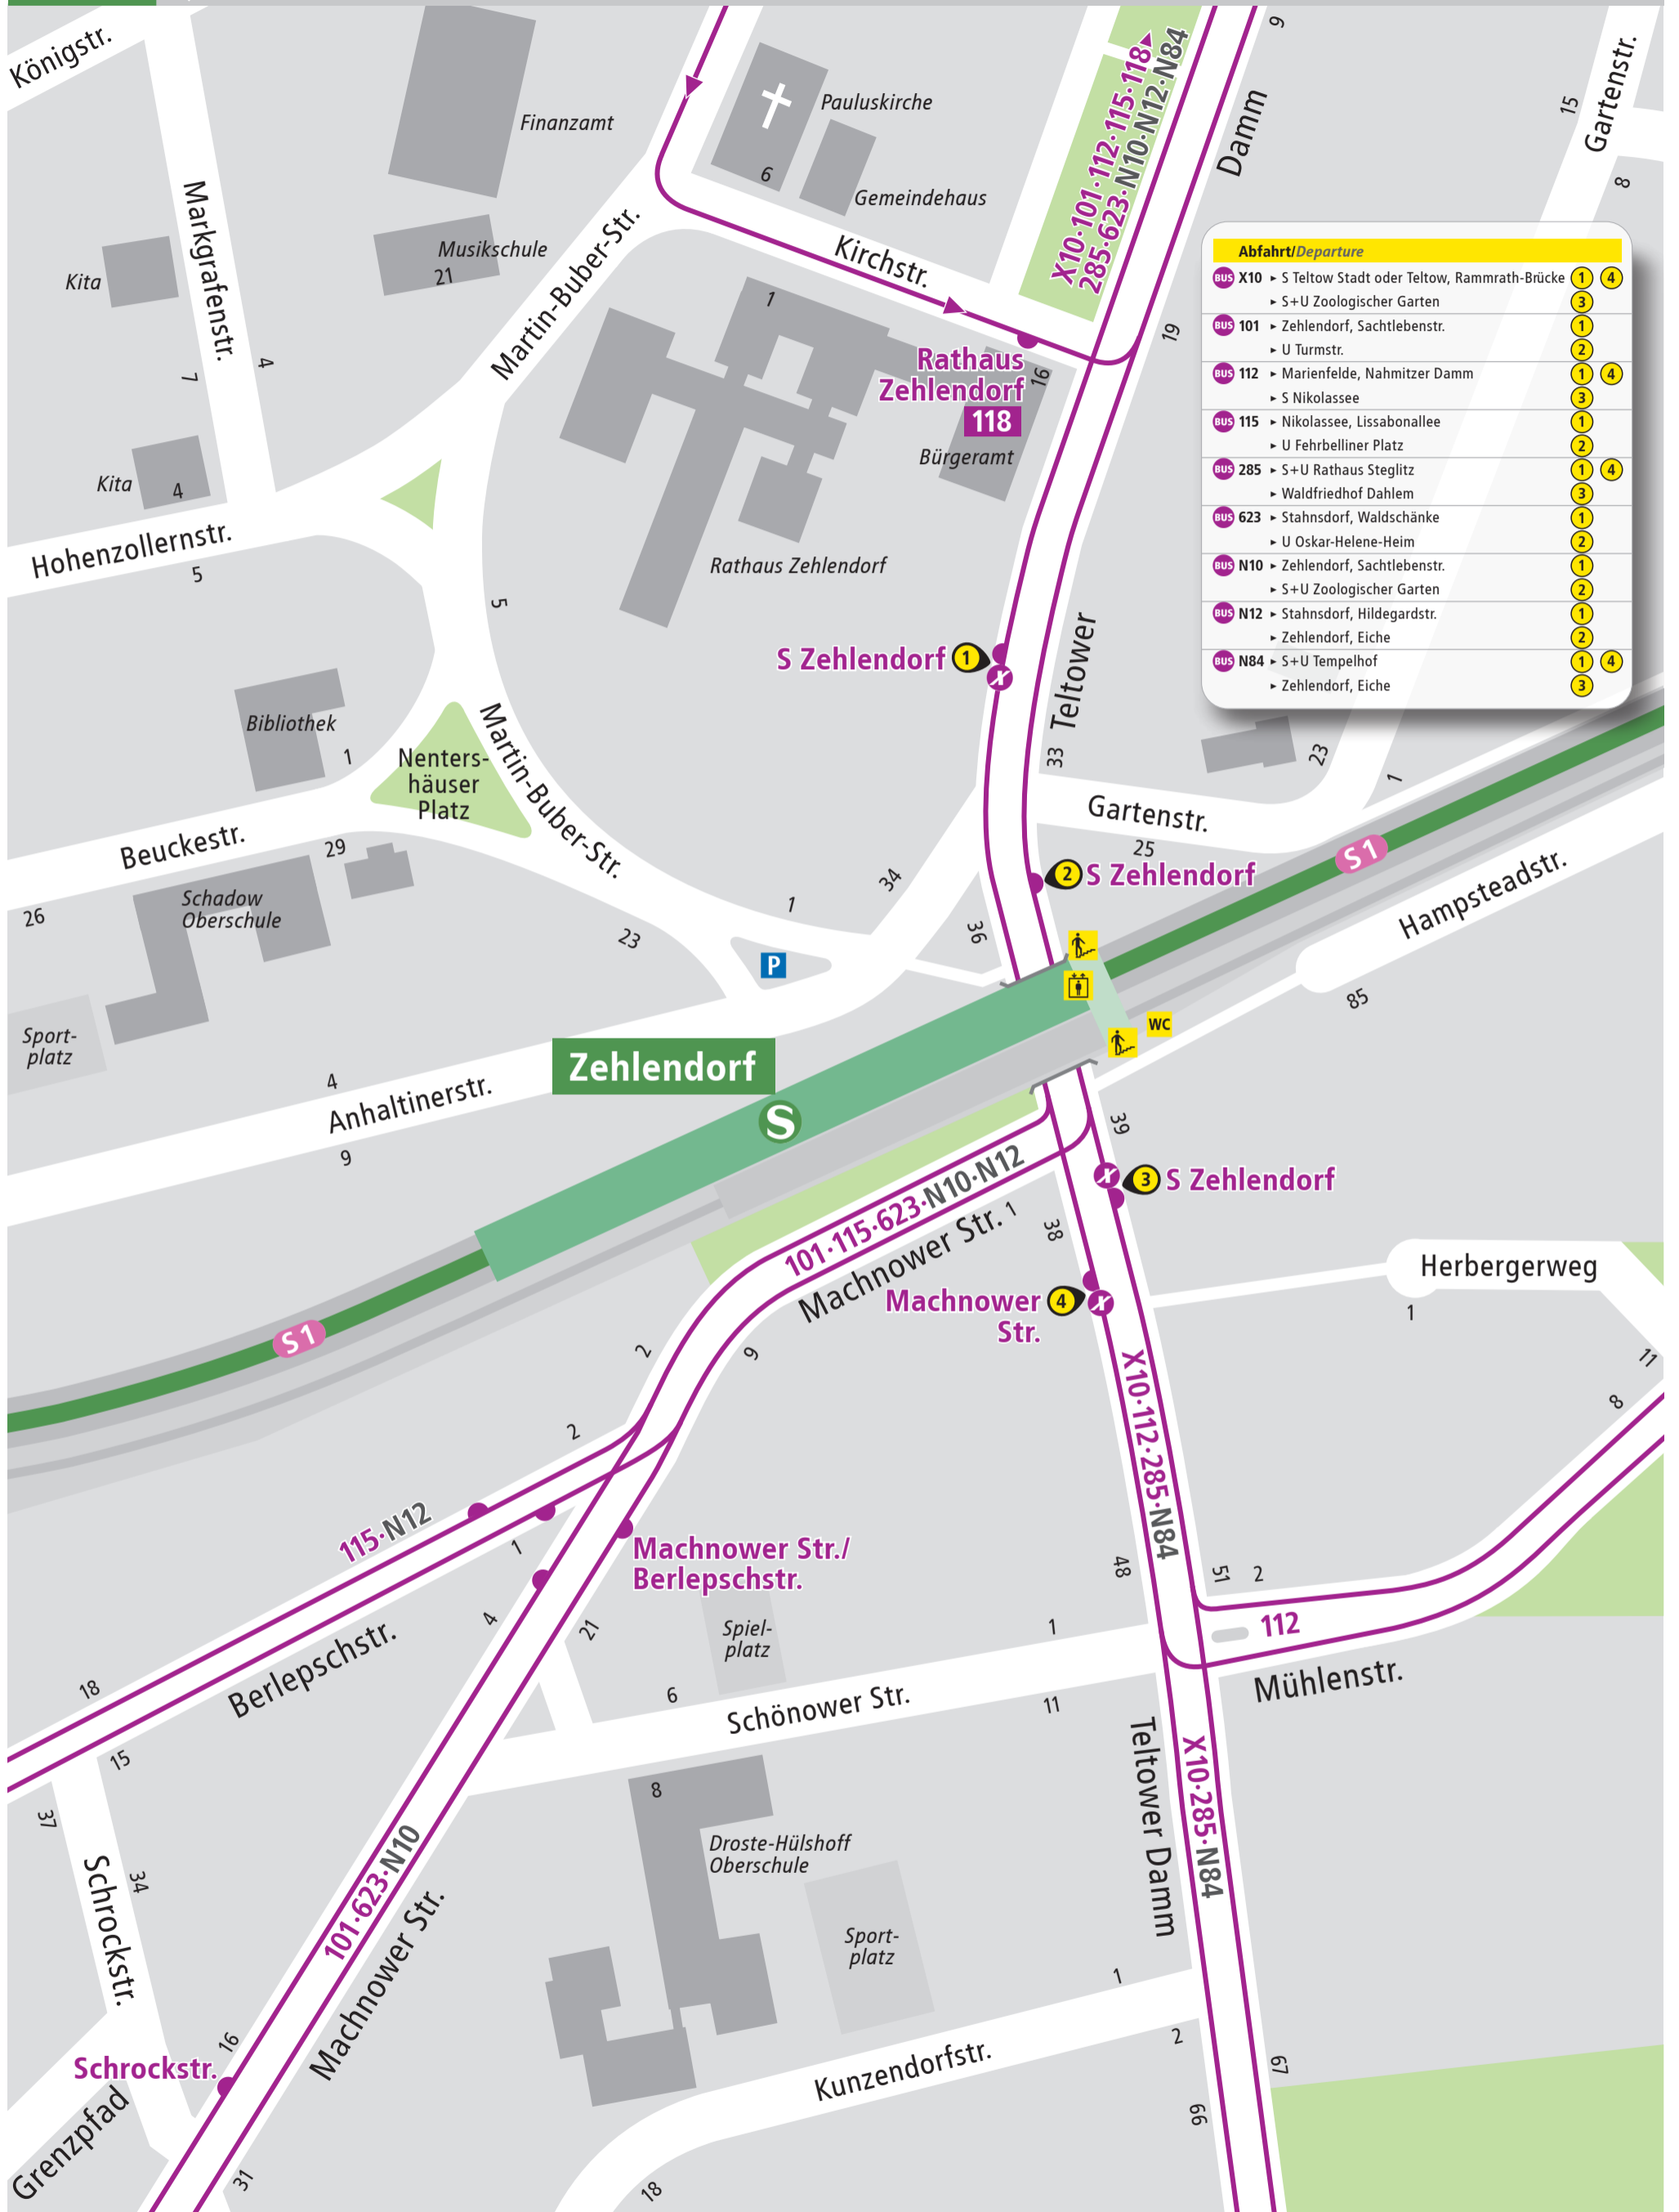 Königstr.
Finanzamt
Pauluskirche
6
Gemeindehaus
X10·101·112·115·118
285·623·N10·N12·N84
9
Damm
Gartenstr.
15
8
Markgrafenstr.
Kita
Musikschule
21
Martin-Buber-Str.
Kirchstr.
1
7
4
19
Rathaus
Zehlendorf
118
16
Bürgeramt
Kita
4
Hohenzollernstr.
5
5
Rathaus Zehlendorf
Abfahrt/Departure
BUS X10 ▸ S Teltow Stadt oder Teltow, Rammrath-Brücke 1 4
▸ S+U Zoologischer Garten 3
BUS 101 ▸ Zehlendorf, Sachtlebenstr. 1
▸ U Turmstr. 2
BUS 112 ▸ Marienfelde, Nahmitzer Damm 1 4
▸ S Nikolassee 3
BUS 115 ▸ Nikolassee, Lissabonallee 1
▸ U Fehrbelliner Platz 2
BUS 285 ▸ S+U Rathaus Steglitz 1 4
▸ Waldfriedhof Dahlem 3
BUS 623 ▸ Stahnsdorf, Waldschänke 1
▸ U Oskar-Helene-Heim 2
BUS N10 ▸ Zehlendorf, Sachtlebenstr. 1
▸ S+U Zoologischer Garten 2
BUS N12 ▸ Stahnsdorf, Hildegardstr. 1
▸ Zehlendorf, Eiche 2
BUS N84 ▸ S+U Tempelhof 1 4
▸ Zehlendorf, Eiche 3
S Zehlendorf 1
X
Teltower
33
Bibliothek
1
Nenters-
häuser
Platz
Martin-Buber-Str.
23
1
Gartenstr.
25
Beuckestr.
29
26
Schadow
Oberschule
S1
Hampsteadstr.
2 S Zehlendorf
34
1
36
23
P
85
WC
Sport-
platz
4
Anhaltinerstr.
9
Zehlendorf
S
39
X
3 S Zehlendorf
101·115·623·N10·N12
Machnower Str.
1
38
Herbergerweg
1
Machnower
Str.
4
X
S1
2
9
11
8
2
X10·112·285·N84
115·N12
1
Machnower Str./
Berlepschstr.
48
51
2
4
21
Spiel-
platz
1
112
Berlepschstr.
18
15
6
Schönower Str.
11
Mühlenstr.
8
Teltower Damm
X10·285·N84
37
34
Schrockstr.
101·623·N10
Machnower Str.
Droste-Hülshoff
Oberschule
Sport-
platz
1
2
16
Schrockstr.
Grenzpfad
31
Kunzendorfstr.
18
67
66